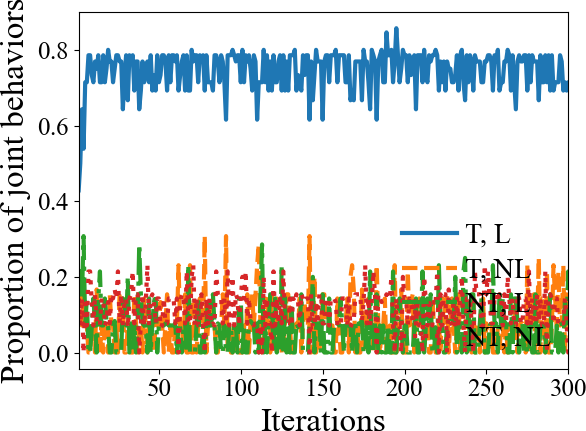 Proportion of joint behaviors
0.8
0.6
0.4
0.2
0.0
T, L
T, NL
NT, L
NT, NL
50
100
150
200
250
300
Iterations